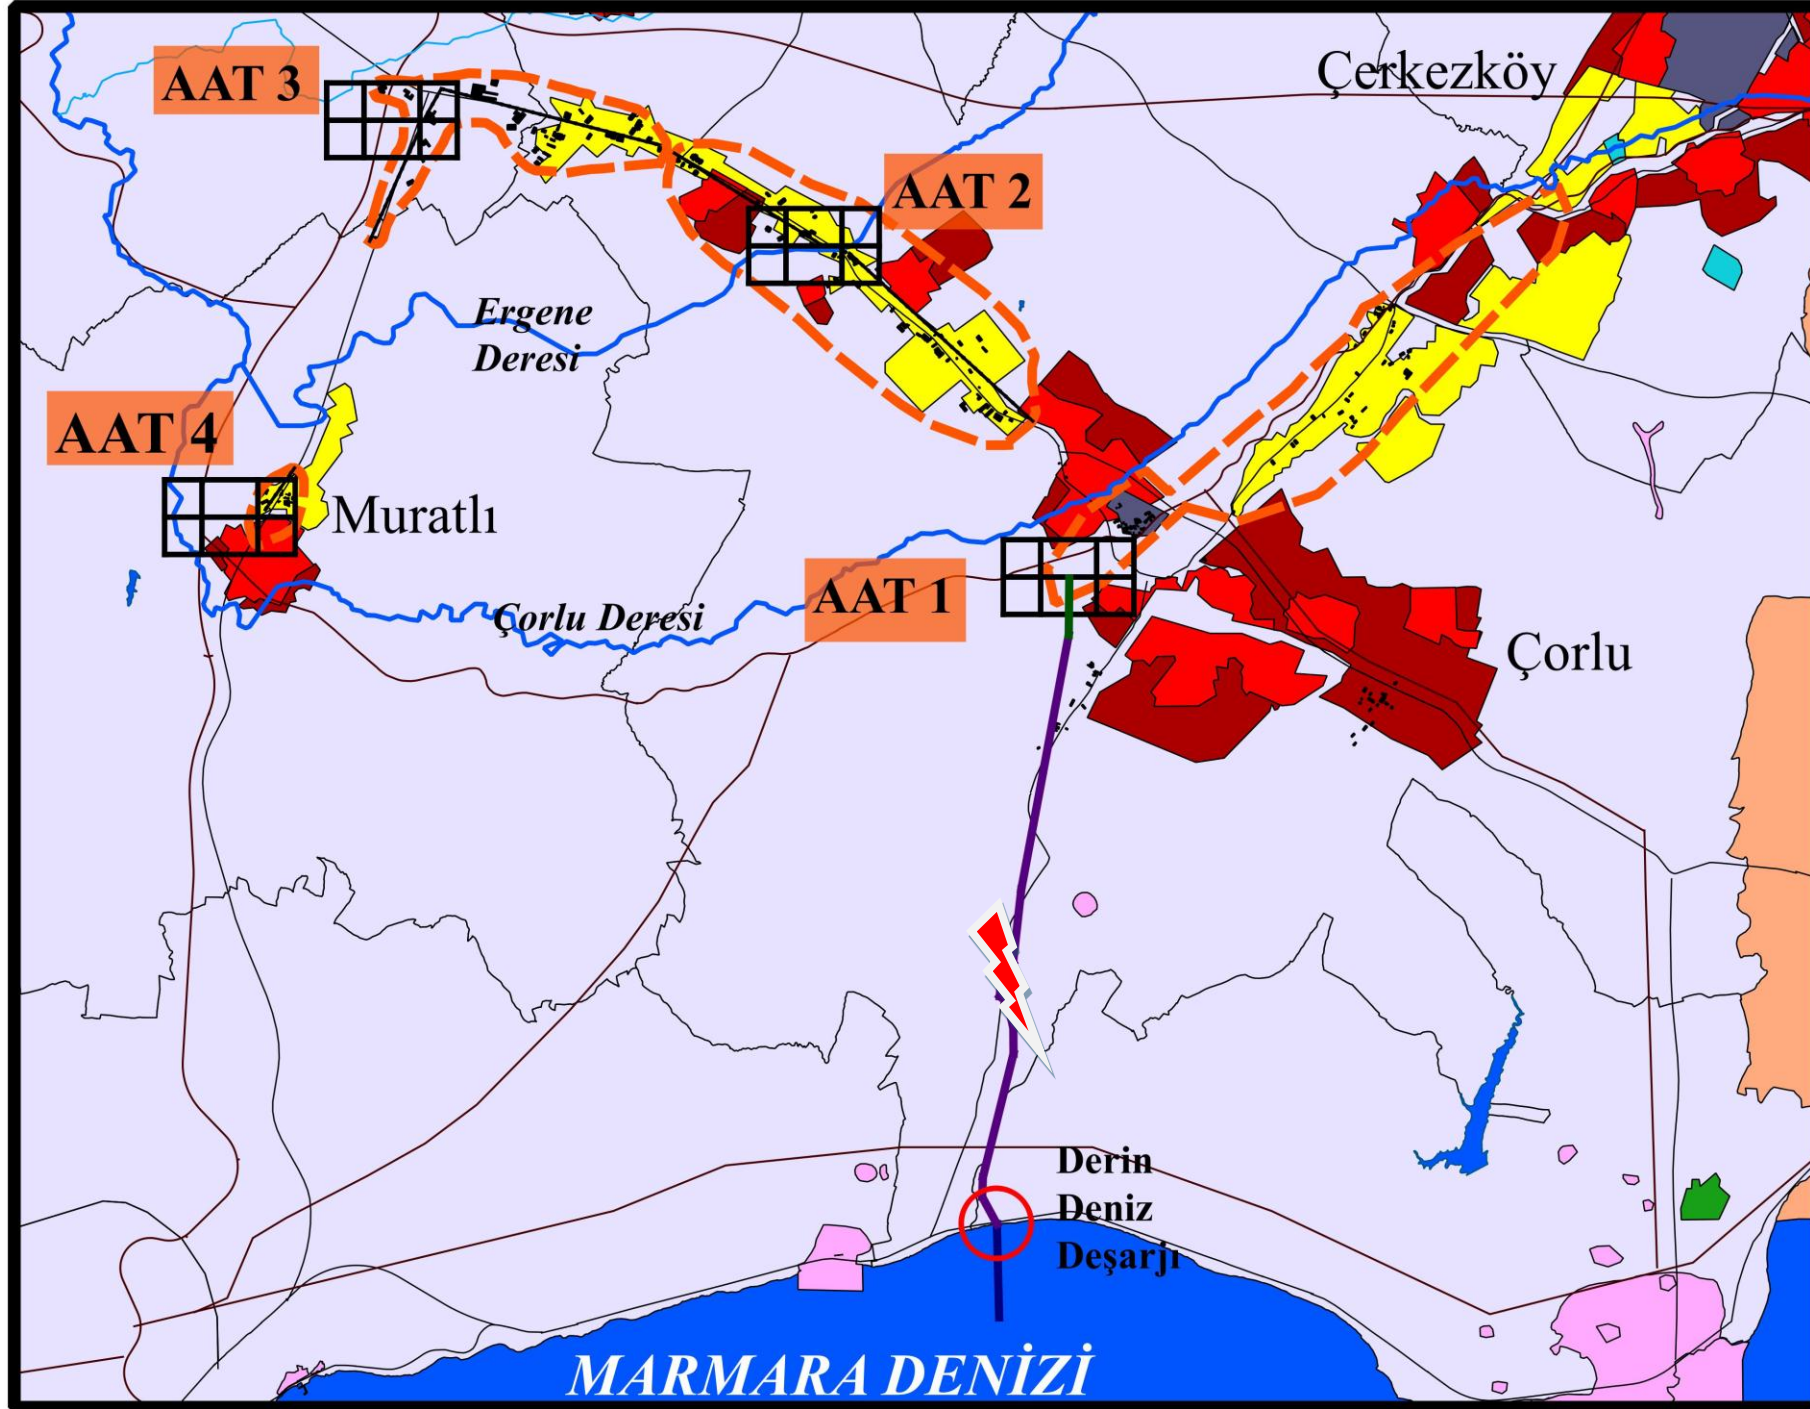 Çerkezköy
AAT 3
AAT 2
Ergene
Deresi
AAT 4
Muratlı
AAT 1
Çorlu Deresi
Çorlu
Derin
Deniz
Deşarjı
MARMARA DENİZİ